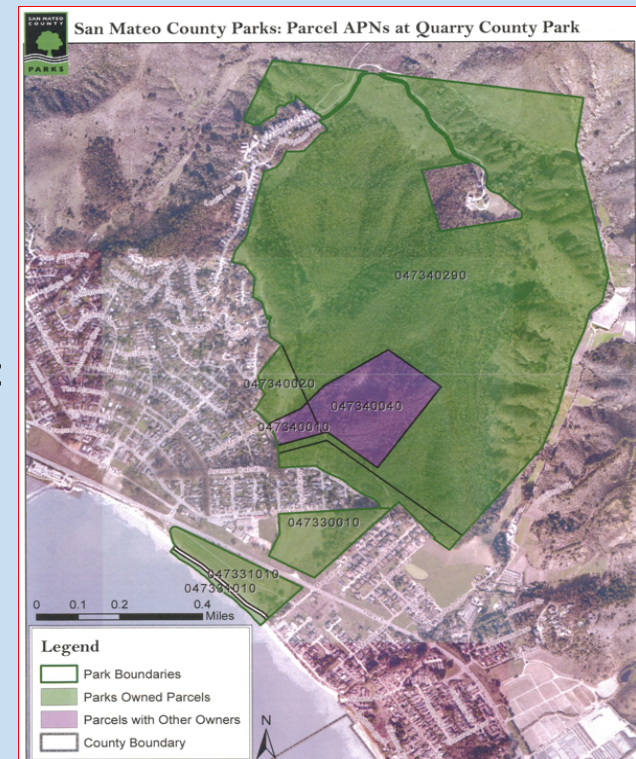 SAN MATEO
COUNTY
PARKS
San Mateo County Parks: Parcel APNs at Quarry County Park
047340290
047340020
047340040
047340010
Avenue Cabrillo
047330010
047331010
047331010
0 0.1 0.2 0.4
Miles
Legend
Park Boundaries
Parks Owned Parcels
Parcels with Other Owners
County Boundary
N